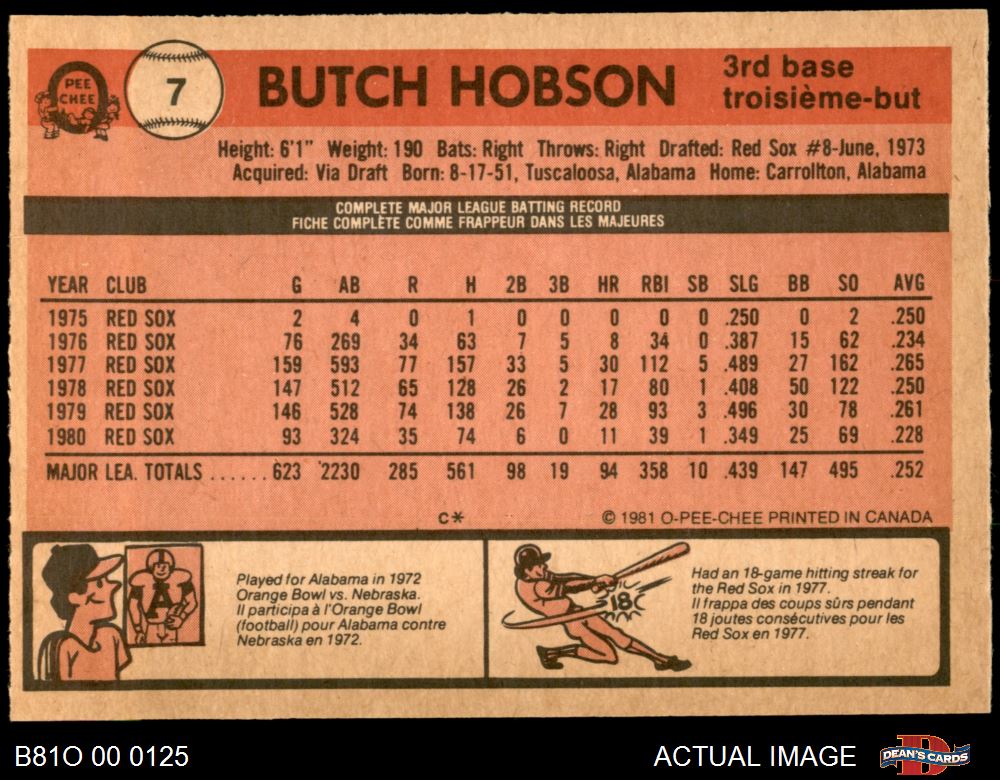 O
PEE
CHEE
7
BUTCH HOBSON
3rd base
troisième-but
Height: 6'1" Weight: 190 Bats: Right Throws: Right Drafted: Red Sox #8-June, 1973
Acquired: Via Draft Born: 8-17-51, Tuscaloosa, Alabama Home: Carrollton, Alabama
COMPLETE MAJOR LEAGUE BATTING RECORD
FICHE COMPLÈTE COMME FRAPPEUR DANS LES MAJEURES
YEAR CLUB G AB R H 2B 3B HR RBI SB SLG BB SO AVG
1975 RED SOX 2 4 0 1 0 0 0 0 0 .250 0 2 .250
1976 RED SOX 76 269 34 63 7 5 8 34 0 .387 15 62 .234
1977 RED SOX 159 593 77 157 33 5 30 112 5 .489 27 162 .265
1978 RED SOX 147 512 65 128 26 2 17 80 1 .408 50 122 .250
1979 RED SOX 146 528 74 138 26 7 28 93 3 .496 30 78 .261
1980 RED SOX 93 324 35 74 6 0 11 39 1 .349 25 69 .228
MAJOR LEA. TOTALS ...... 623 2230 285 561 98 19 94 358 10 .439 147 495 .252
C* © 1981 O-PEE-CHEE PRINTED IN CANADA
A
Played for Alabama in 1972
Orange Bowl vs. Nebraska.
Il participa à l'Orange Bowl
(football) pour Alabama contre
Nebraska en 1972.
18
Had an 18-game hitting streak for
the Red Sox in 1977.
Il frappa des coups sûrs pendant
18 joutes consécutives pour les
Red Sox en 1977.
B81O 00 0125
ACTUAL IMAGE
D
DEAN'S CARDS